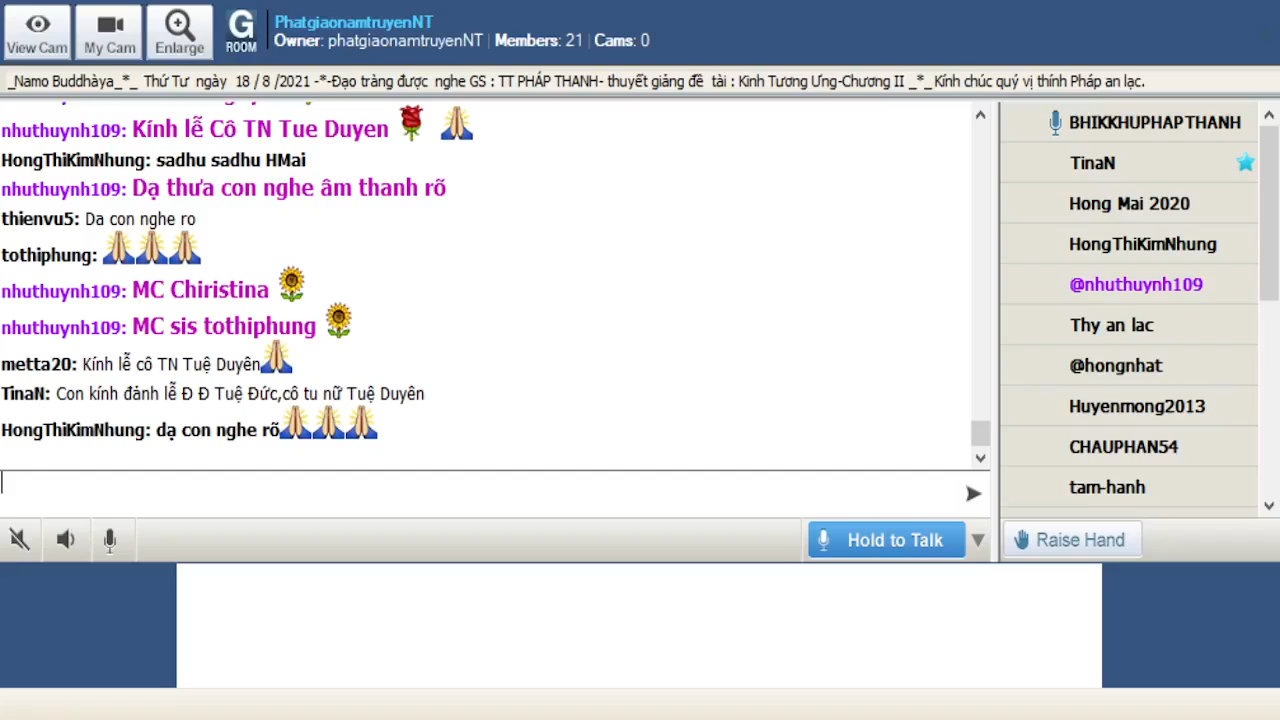 View Cam
My Cam
Enlarge
G
ROOM
PhatgiaonamtruyenNT
Owner: phatgiaonamtruyenNT | Members: 21 | Cams: 0
_Namo Buddhàya_*_ Thứ Tư ngày 18 / 8 /2021 -*-Đạo tràng được nghe GS : TT PHÁP THANH- thuyết giảng đề tài : Kinh Tương Ưng-Chương II _*_Kính chúc quý vị thính Pháp an lạc.
nhuthuynh109: Kính lễ Cô TN Tue Duyen
HongThiKimNhung: sadhu sadhu HMai
nhuthuynh109: Dạ thưa con nghe âm thanh rõ
thienvu5: Da con nghe ro
tothiphung:
nhuthuynh109: MC Chiristina
nhuthuynh109: MC sis tothiphung
metta20: Kính lễ cô TN Tuệ Duyên
TinaN: Con kính đảnh lễ Đ Đ Tuệ Đức,cô tu nữ Tuệ Duyên
HongThiKimNhung: dạ con nghe rõ
BHIKKHUPHAPTHANH
TinaN
Hong Mai 2020
HongThiKimNhung
@nhuthuynh109
Thy an lac
@hongnhat
Huyenmong2013
CHAUPHAN54
tam-hanh
Hold to Talk
Raise Hand